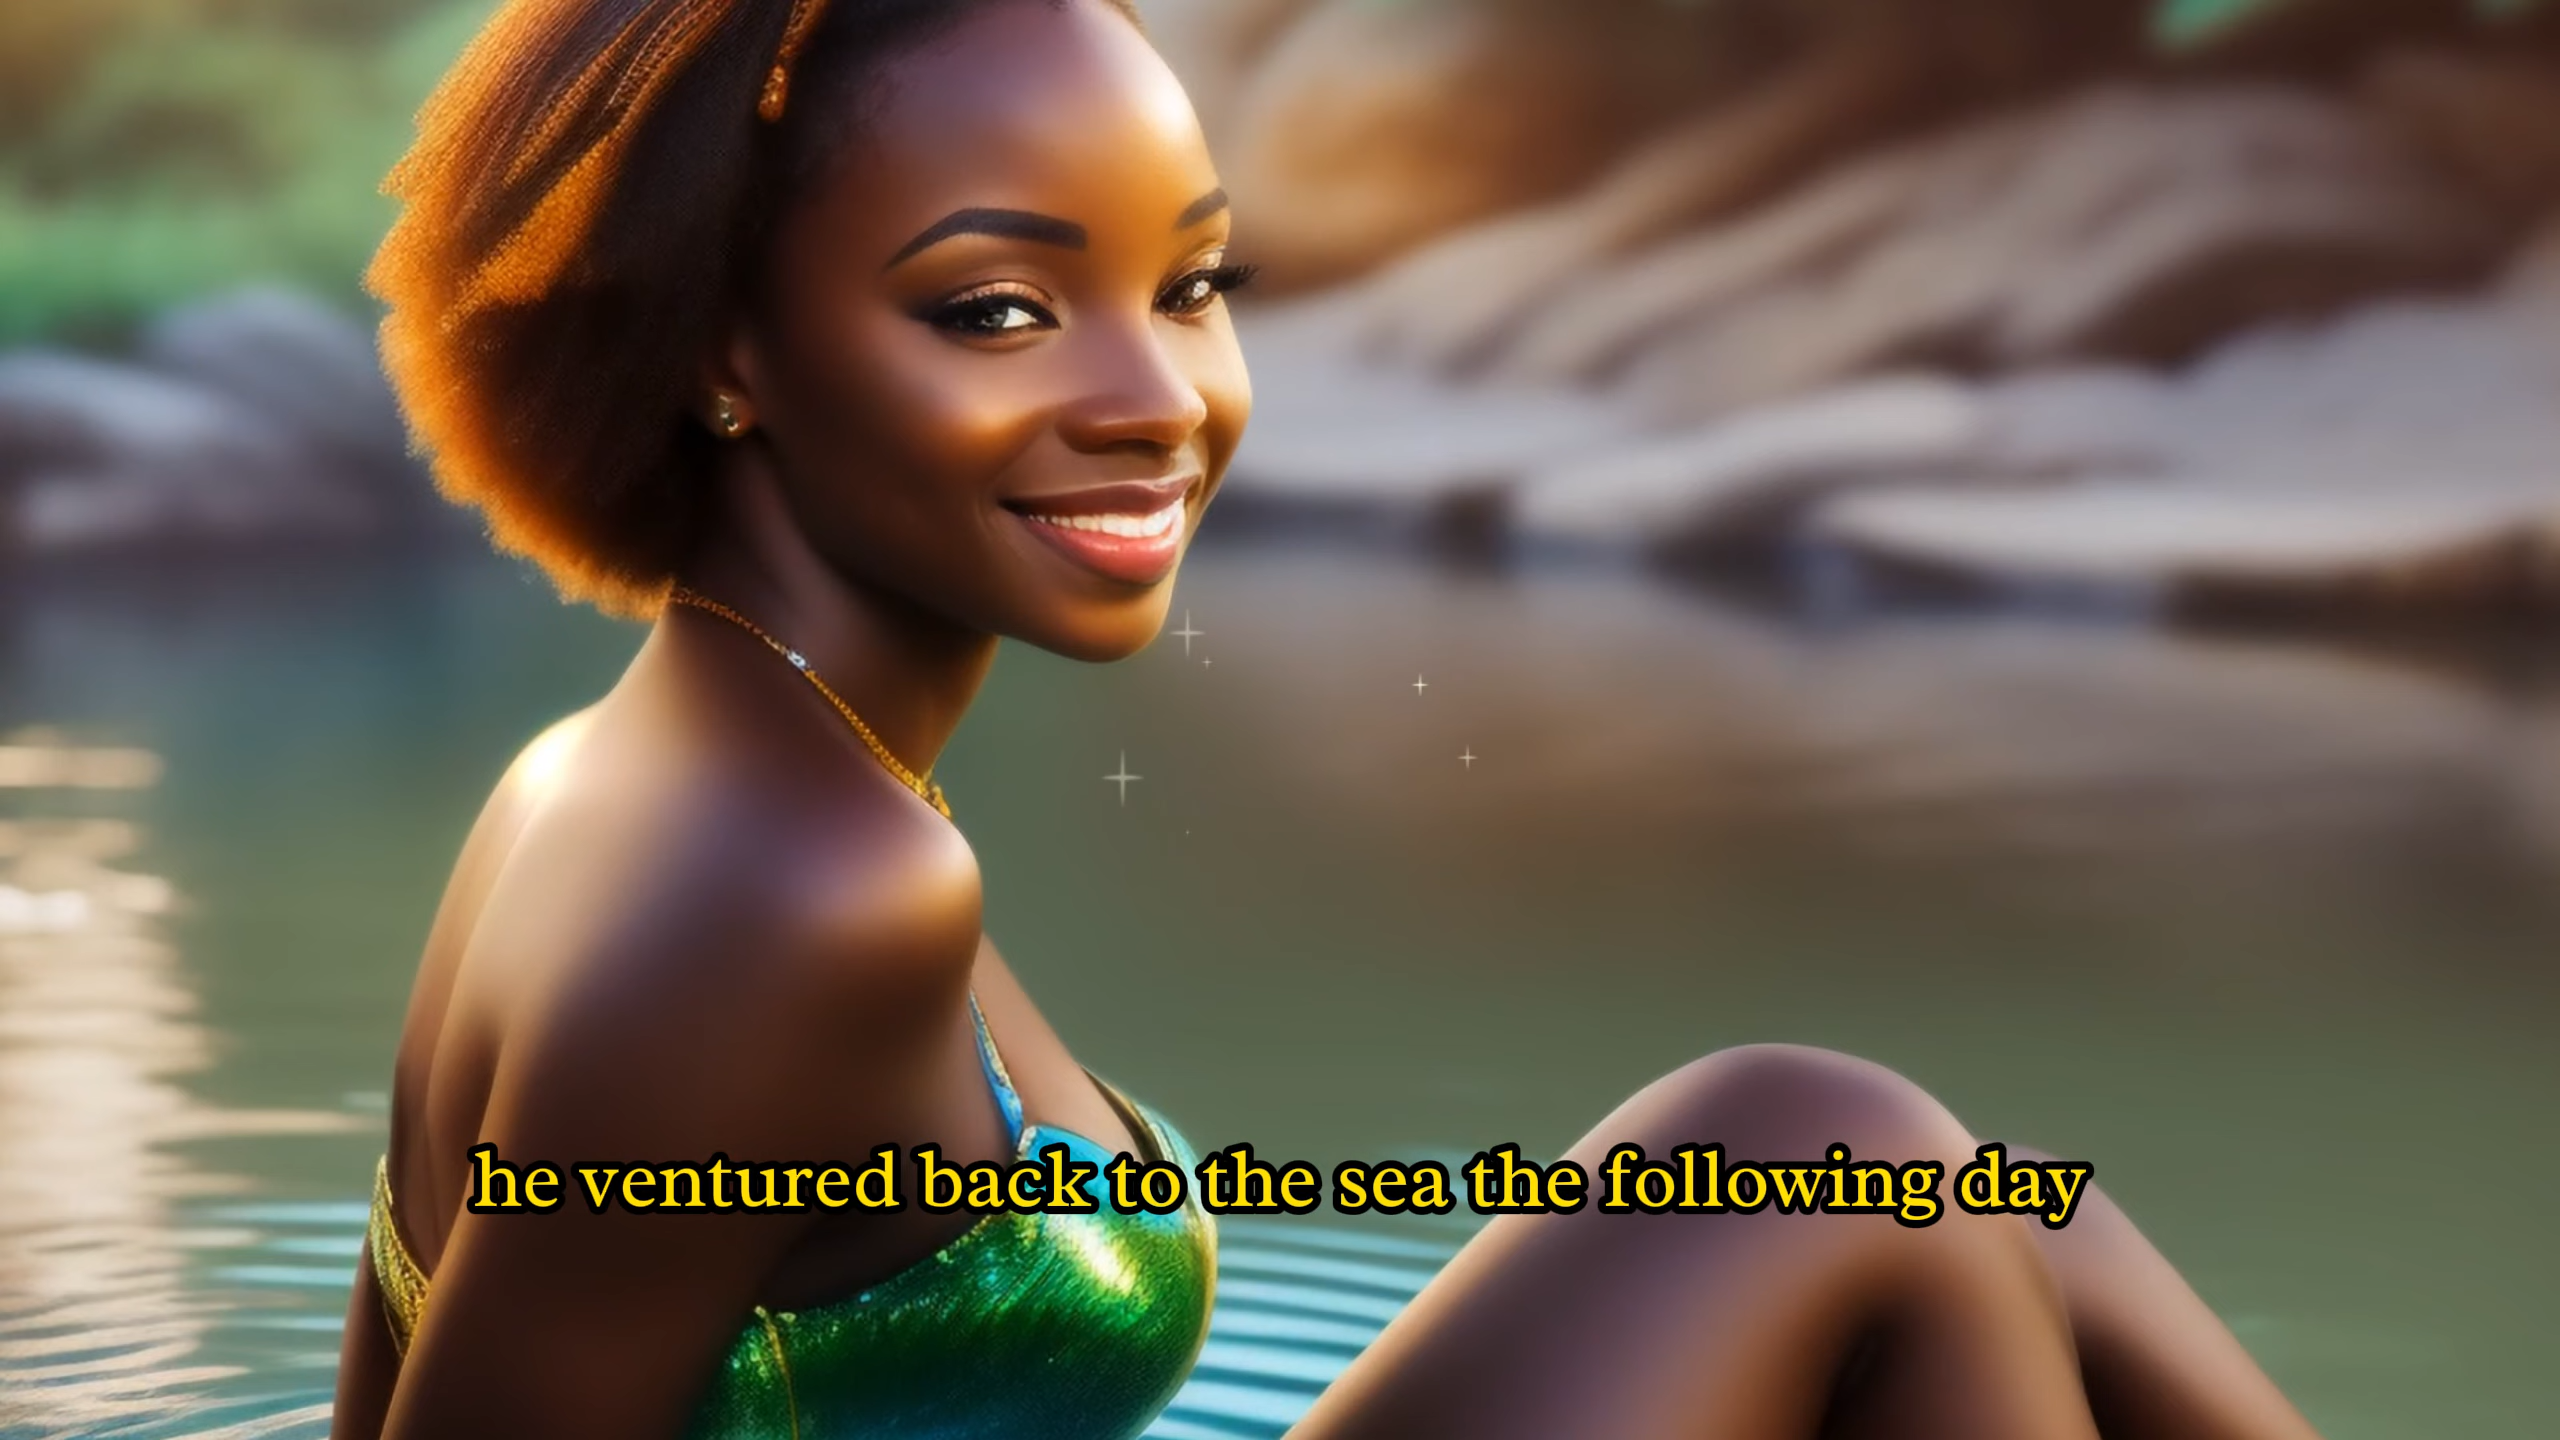 he ventured back to the sea the following day